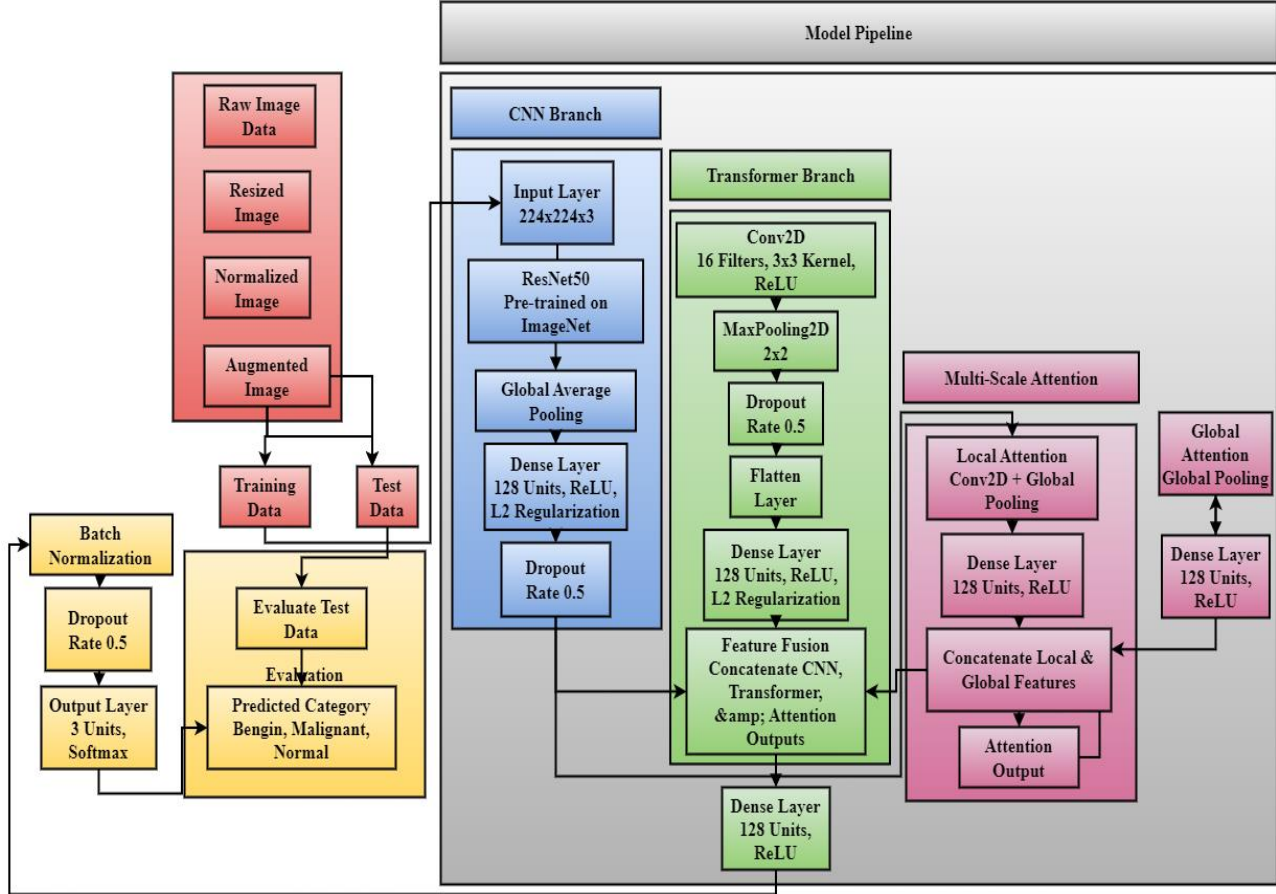 Model Pipeline
Raw Image
Data
Resized
Image
Normalized
Image
Augmented
Image
Training
Data
Test
Data
CNN Branch
Input Layer
224x224x3
ResNet50
Pre-trained on
ImageNet
Global Average
Pooling
Dense Layer
128 Units, ReLU,
L2 Regularization
Dropout
Rate 0.5
Transformer Branch
Conv2D
16 Filters, 3x3 Kernel,
ReLU
MaxPooling2D
2x2
Dropout
Rate 0.5
Flatten
Layer
Dense Layer
128 Units, ReLU,
L2 Regularization
Feature Fusion
Concatenate CNN,
Transformer,
&amp; Attention
Outputs
Dense Layer
128 Units,
ReLU
Multi-Scale Attention
Local Attention
Conv2D + Global
Pooling
Dense Layer
128 Units, ReLU
Concatenate Local &
Global Features
Attention
Output
Global
Attention
Global Pooling
Dense Layer
128 Units,
ReLU
Batch
Normalization
Dropout
Rate 0.5
Output Layer
3 Units,
Softmax
Evaluate Test
Data
Evaluation
Predicted Category
Bengin, Malignant,
Normal